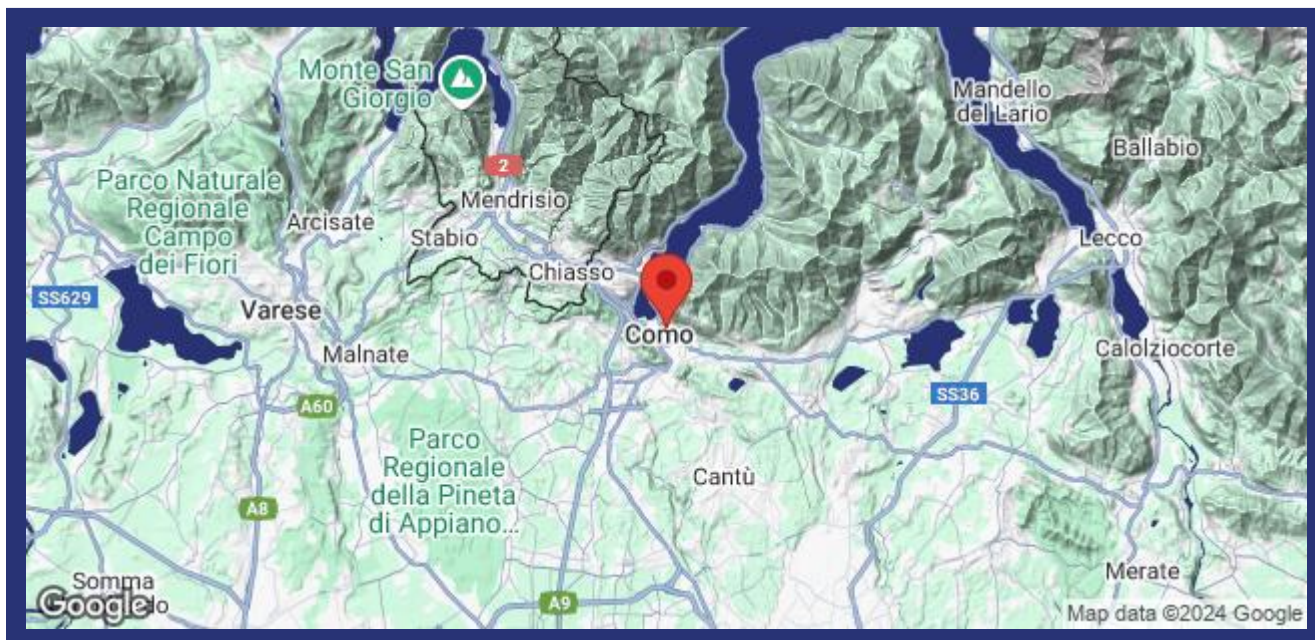 Monte San
Giorgio
Mandello
del Lario
Ballabio
2
Parco Naturale
Regionale
Campo
dei Fiori
Arcisate
Mendrisio
Stabio
Lecco
Chiasso
SS629
Varese
Como
Malnate
Calolziocorte
SS36
A60
Parco
Regionale
della Pineta
di Appiano...
Cantù
A8
Somma
Merate
A9
Google
Map data ©2024 Google